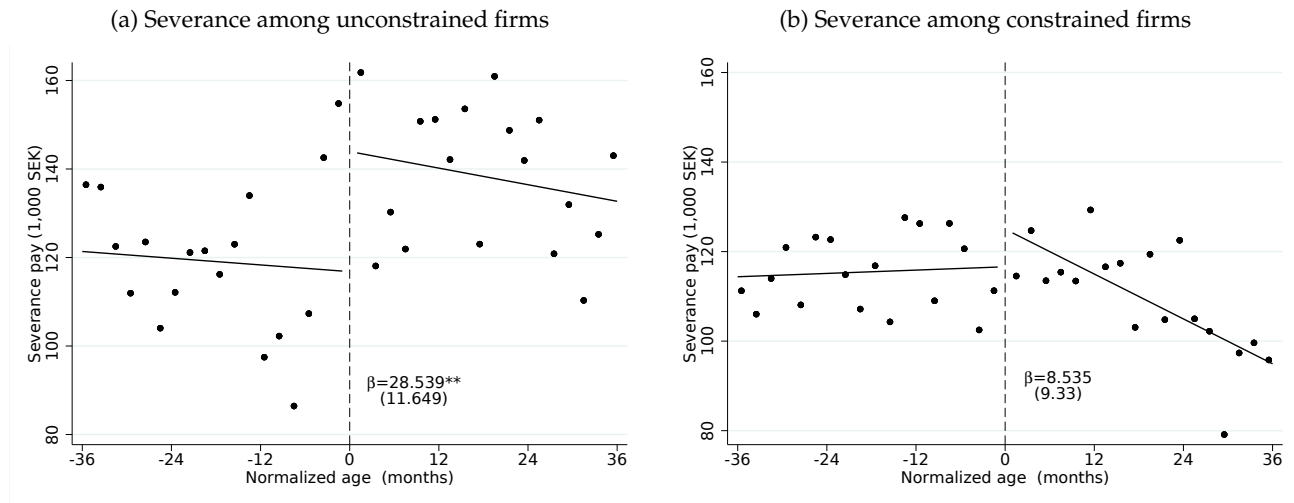 (a) Severance among unconstrained firms
Severance pay (1,000 SEK)
160
140
120
100
80
β=28.539**
(11.649)
-36 -24 -12 0 12 24 36
Normalized age (months)
(b) Severance among constrained firms
Severance pay (1,000 SEK)
160
140
120
100
80
β=8.535
(9.33)
-36 -24 -12 0 12 24 36
Normalized age (months)